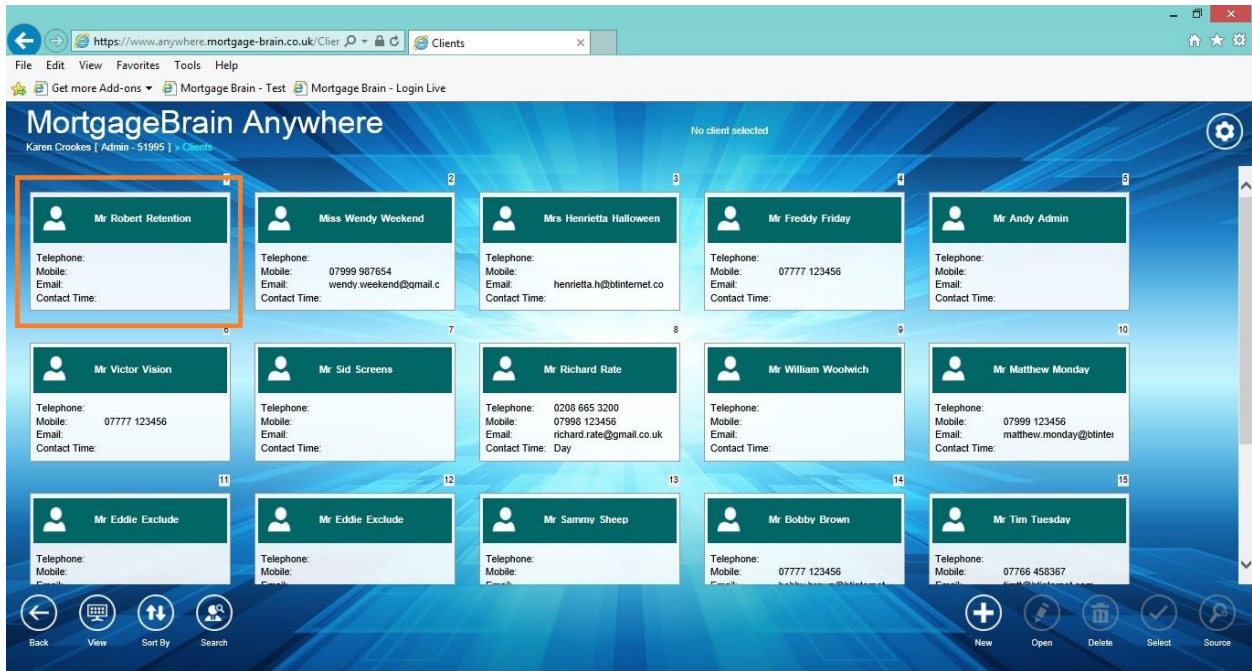 https://www.anywhere.mortgage-brain.co.uk/Clier
Clients
File Edit View Favorites Tools Help
Get more Add-ons Mortgage Brain - Test Mortgage Brain - Login Live
MortgageBrain Anywhere
No client selected
Karen Crookes [ Admin - 51995 ] » Clients
1 2 3 4 5
Mr Robert Retention Miss Wendy Weekend Mrs Henrietta Halloween Mr Freddy Friday Mr Andy Admin
Telephone: Telephone: Telephone: Telephone: Telephone:
Mobile: Mobile: 07999 987654 Mobile: Mobile: 07777 123456 Mobile:
Email: Email: wendy.weekend@gmail.c Email: henrietta.h@btinternet.co Email: Email:
Contact Time: Contact Time: Contact Time: Contact Time: Contact Time:
6 7 8 9 10
Mr Victor Vision Mr Sid Screens Mr Richard Rate Mr William Woolwich Mr Matthew Monday
Telephone: Telephone: Telephone: 0208 665 3200 Telephone: Telephone:
Mobile: 07777 123456 Mobile: Mobile: 07998 123456 Mobile: Mobile: 07999 123456
Email: Email: Email: richard.rate@gmail.co.uk Email: Email: matthew.monday@btinter
Contact Time: Contact Time: Contact Time: Day Contact Time: Contact Time:
11 12 13 14 15
Mr Eddie Exclude Mr Eddie Exclude Mr Sammy Sheep Mr Bobby Brown Mr Tim Tuesday
Telephone: Telephone: Telephone: Telephone: Telephone:
Mobile: Mobile: Mobile: Mobile: 07777 123456 Mobile: 07766 458367
Back View Sort By Search New Open Delete Select Source